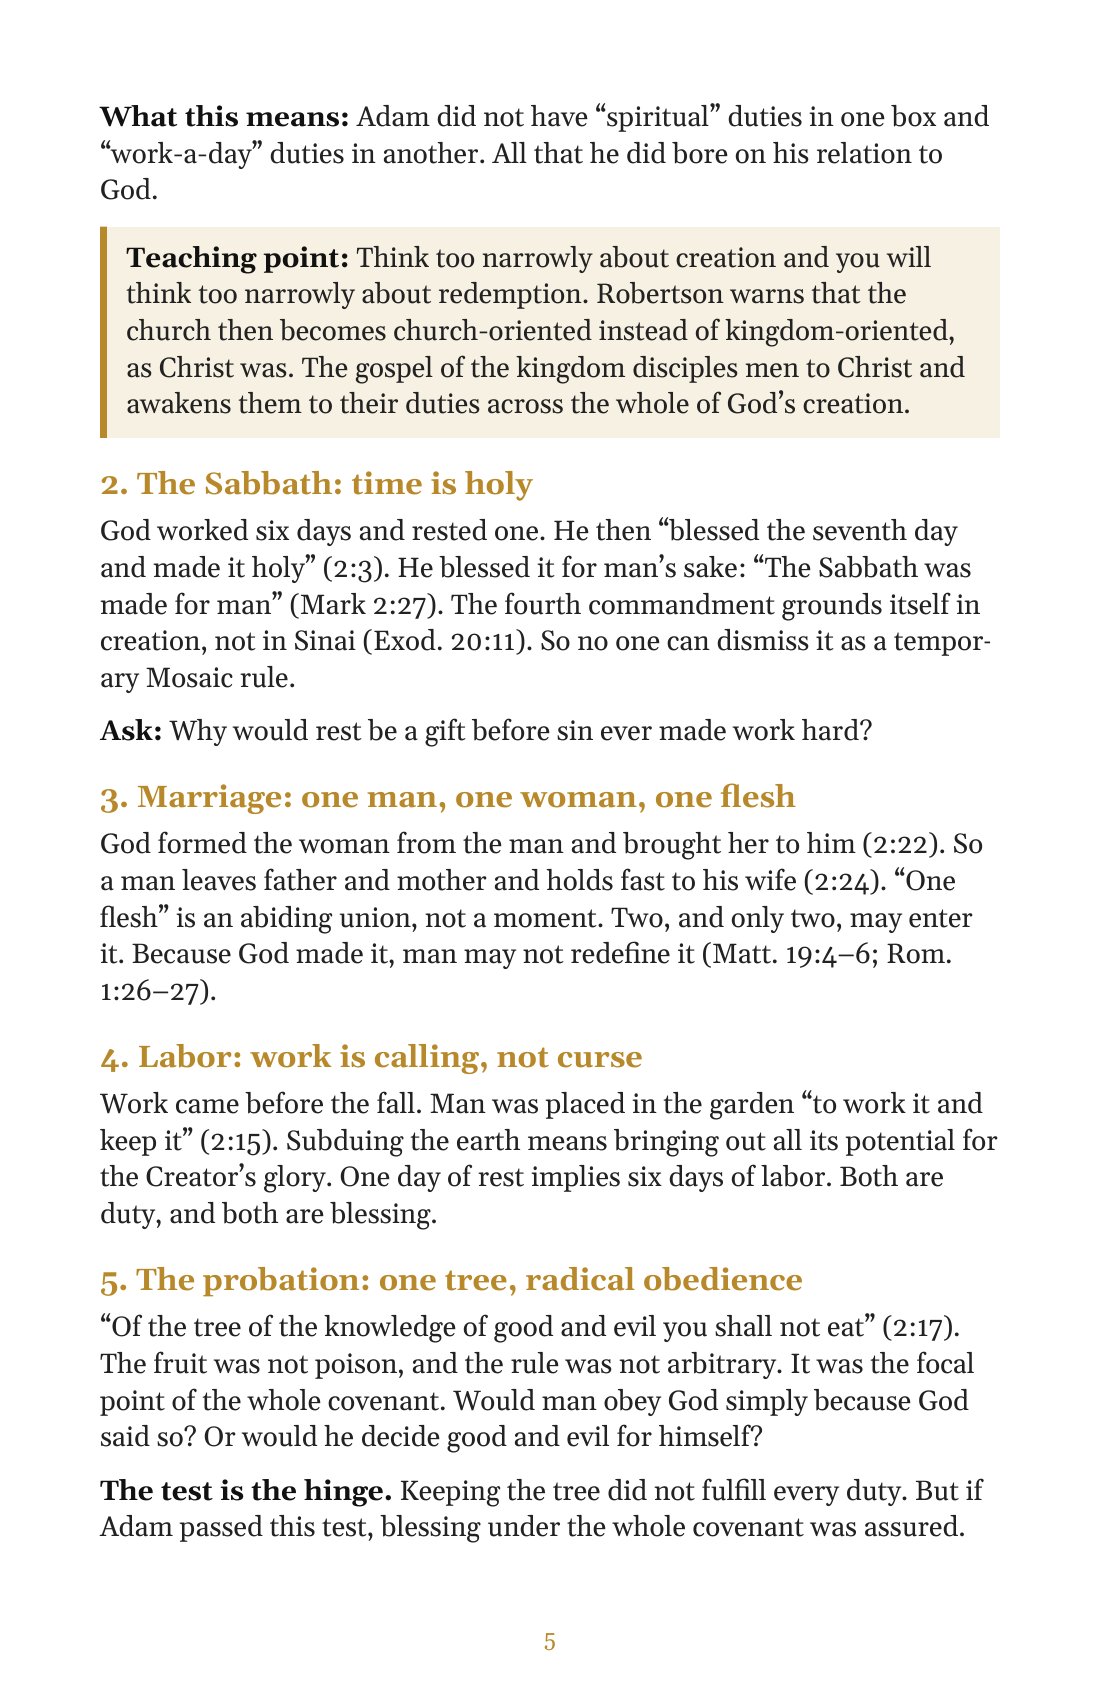 What this means: Adam did not have “spiritual” duties in one box and
“work-a-day” duties in another. All that he did bore on his relation to
God.
Teaching point: Think too narrowly about creation and you will
think too narrowly about redemption. Robertson warns that the
church then becomes church-oriented instead of kingdom-oriented,
as Christ was. The gospel of the kingdom disciples men to Christ and
awakens them to their duties across the whole of God’s creation.
2. The Sabbath: time is holy
God worked six days and rested one. He then “blessed the seventh day
and made it holy” (2:3). He blessed it for man’s sake: “The Sabbath was
made for man” (Mark 2:27). The fourth commandment grounds itself in
creation, not in Sinai (Exod. 20:11). So no one can dismiss it as a tempor-
ary Mosaic rule.
Ask: Why would rest be a gift before sin ever made work hard?
3. Marriage: one man, one woman, one flesh
God formed the woman from the man and brought her to him (2:22). So
a man leaves father and mother and holds fast to his wife (2:24). “One
flesh” is an abiding union, not a moment. Two, and only two, may enter
it. Because God made it, man may not redefine it (Matt. 19:4–6; Rom.
1:26–27).
4. Labor: work is calling, not curse
Work came before the fall. Man was placed in the garden “to work it and
keep it” (2:15). Subduing the earth means bringing out all its potential for
the Creator’s glory. One day of rest implies six days of labor. Both are
duty, and both are blessing.
5. The probation: one tree, radical obedience
“Of the tree of the knowledge of good and evil you shall not eat” (2:17).
The fruit was not poison, and the rule was not arbitrary. It was the focal
point of the whole covenant. Would man obey God simply because God
said so? Or would he decide good and evil for himself?
The test is the hinge. Keeping the tree did not fulfill every duty. But if
Adam passed this test, blessing under the whole covenant was assured.
5